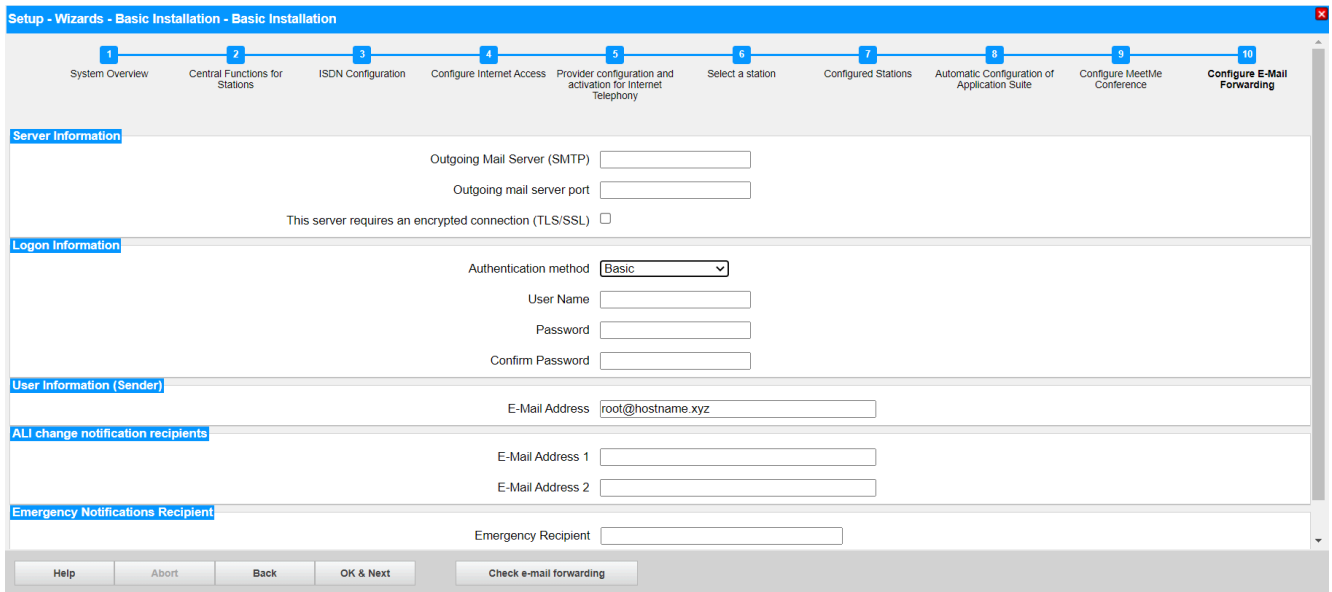 Setup - Wizards - Basic Installation - Basic Installation
1
2
3
4
5
6
7
8
9
10
System Overview
Central Functions for
Stations
ISDN Configuration
Configure Internet Access
Provider configuration and
activation for Internet
Telephony
Select a station
Configured Stations
Automatic Configuration of
Application Suite
Configure MeetMe
Conference
Configure E-Mail
Forwarding
Server Information
Outgoing Mail Server (SMTP)
Outgoing mail server port
This server requires an encrypted connection (TLS/SSL)
Logon Information
Authentication method Basic
User Name
Password
Confirm Password
User Information (Sender)
E-Mail Address root@hostname.xyz
ALI change notification recipients
E-Mail Address 1
E-Mail Address 2
Emergency Notifications Recipient
Emergency Recipient
Help Abort Back OK & Next Check e-mail forwarding